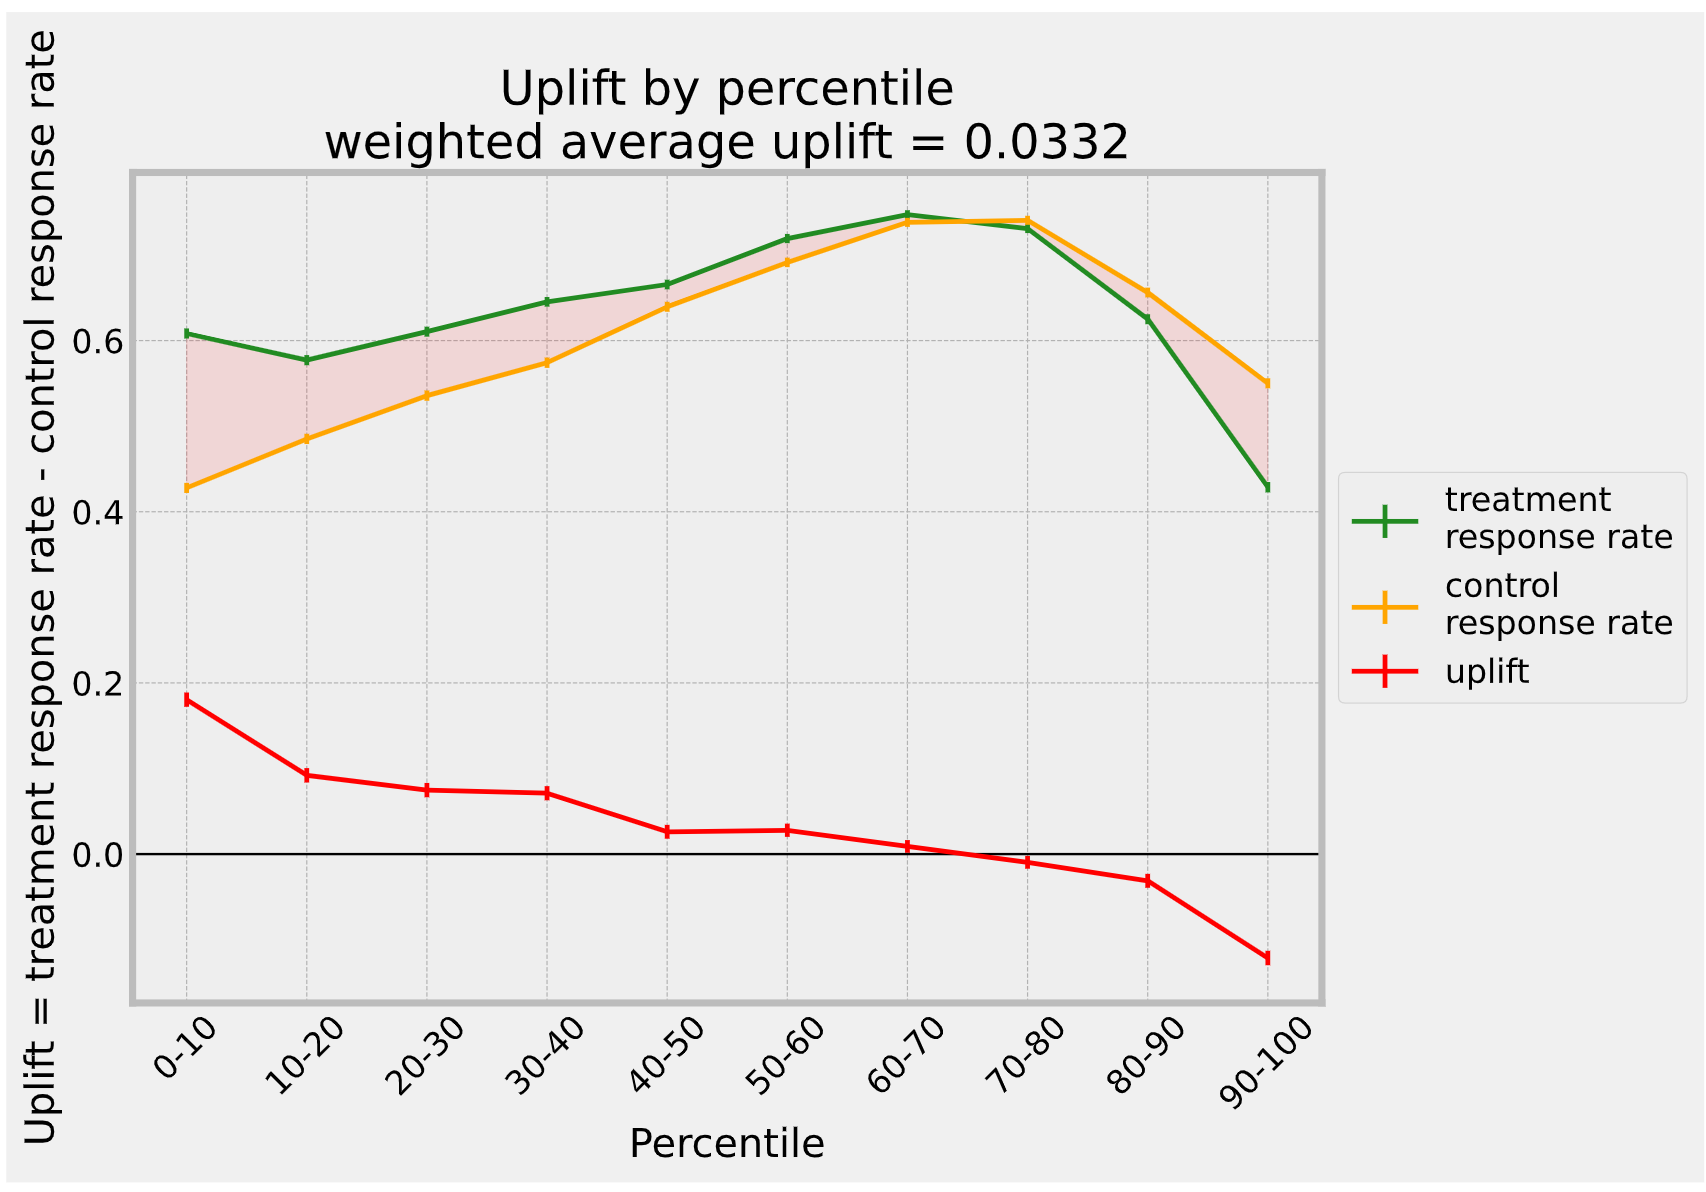 Uplift by percentile
weighted average uplift = 0.0332
Uplift = treatment response rate - control response rate
0.6
0.4
0.2
0.0
0-10
10-20
20-30
30-40
40-50
50-60
60-70
70-80
80-90
90-100
Percentile
treatment
response rate
control
response rate
uplift